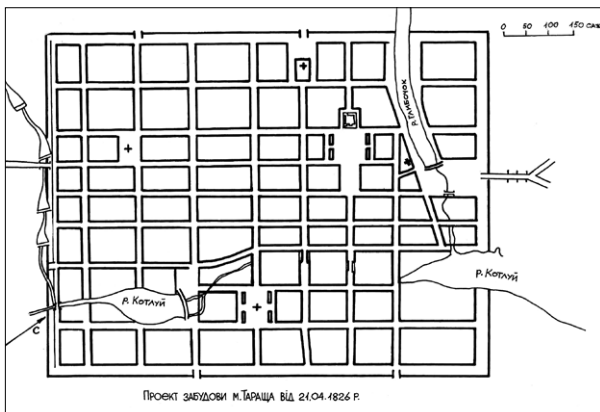 0 50 100 150 САЖ.
Р. ГЛИБОЧОК
Р. КОТЛУЙ
Р. КОТЛУЙ
С
ПРОЕКТ ЗАБУДОВИ М.ТАРАЩА ВІД 21.04.1826 Р.